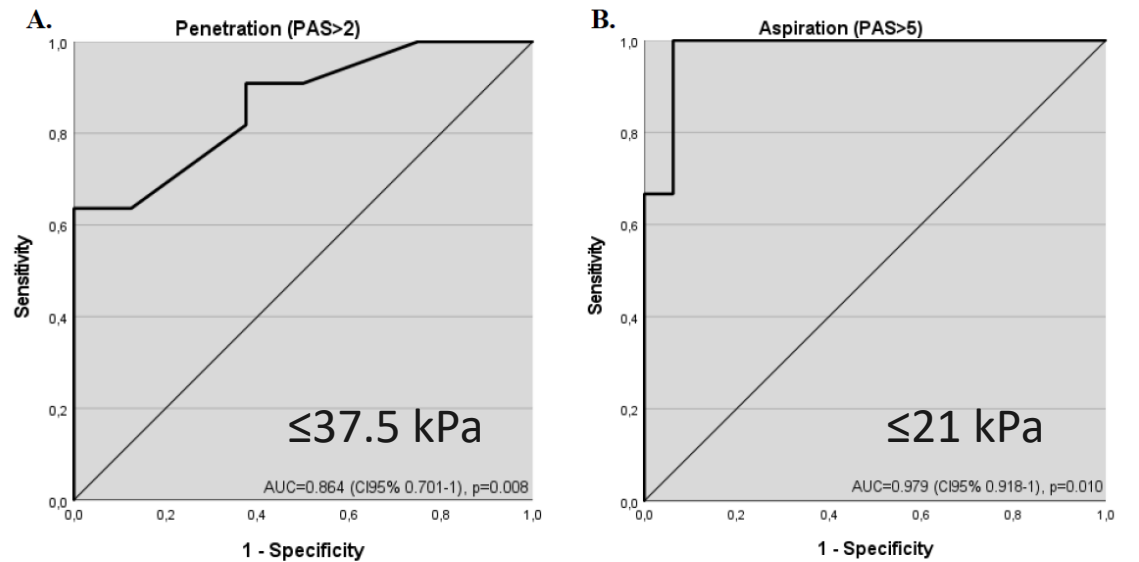 A.
Penetration (PAS>2)
1,0
0,8
0,6
0,4
0,2
0,0
Sensitivity
≤37.5 kPa
AUC=0.864 (CI95% 0.701-1), p=0.008
0,0 0,2 0,4 0,6 0,8 1,0
1 - Specificity
B.
Aspiration (PAS>5)
1,0
0,8
0,6
0,4
0,2
0,0
Sensitivity
≤21 kPa
AUC=0.979 (CI95% 0.918-1), p=0.010
0,0 0,2 0,4 0,6 0,8 1,0
1 - Specificity